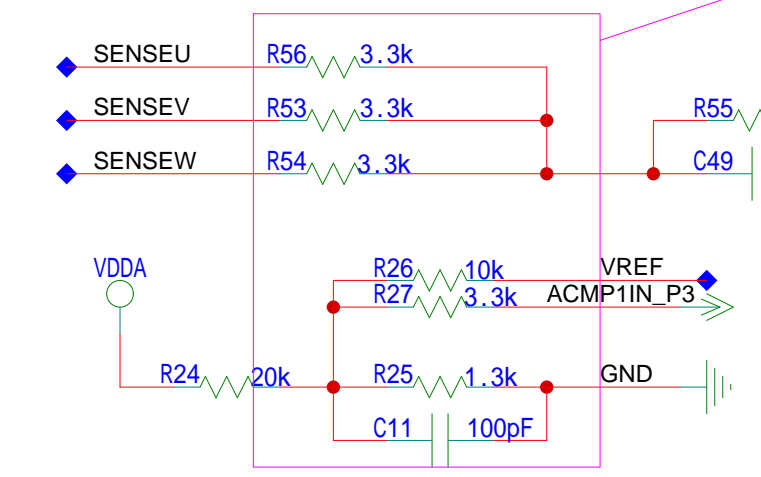 SENSEU R56 3.3k
SENSEV R53 3.3k R55
SENSEW R54 3.3k C49
VDDA R26 10k VREF
R27 3.3k ACMP1IN_P3
R24 20k R25 1.3k GND
C11 100pF